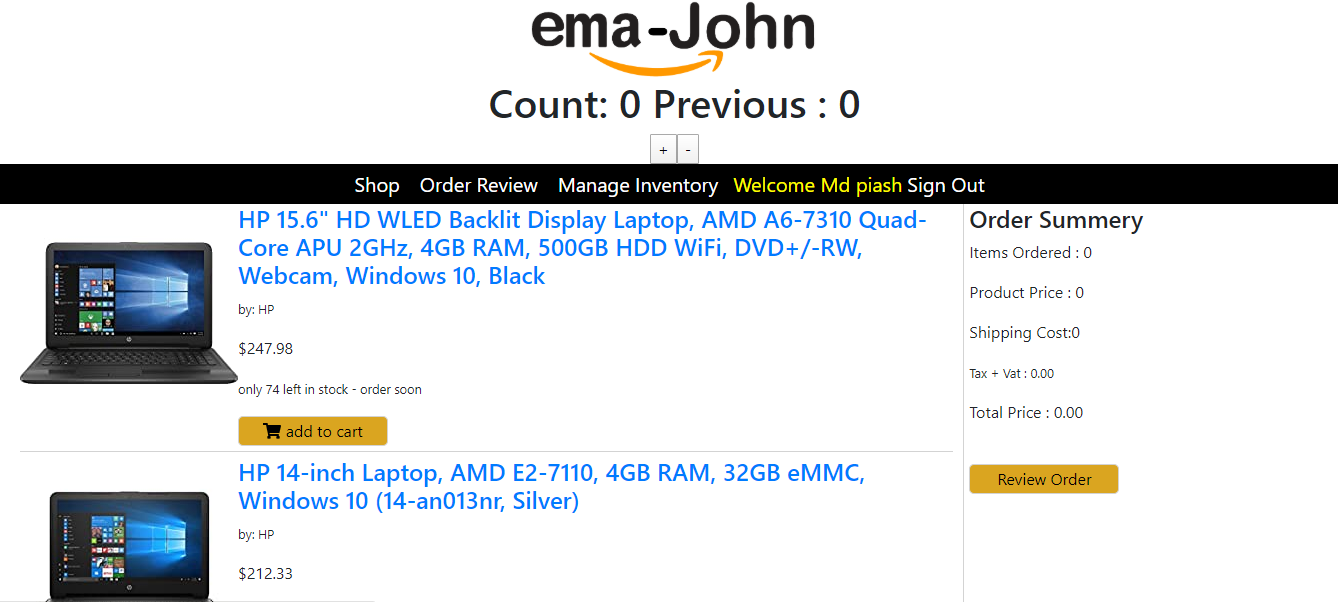 ema-John
Count: 0 Previous : 0
+ -
Shop Order Review Manage Inventory Welcome Md piash Sign Out
HP 15.6" HD WLED Backlit Display Laptop, AMD A6-7310 Quad-
Core APU 2GHz, 4GB RAM, 500GB HDD WiFi, DVD+/-RW,
Webcam, Windows 10, Black
by: HP
$247.98
only 74 left in stock - order soon
add to cart
HP 14-inch Laptop, AMD E2-7110, 4GB RAM, 32GB eMMC,
Windows 10 (14-an013nr, Silver)
by: HP
$212.33
Order Summery
Items Ordered : 0
Product Price : 0
Shipping Cost:0
Tax + Vat : 0.00
Total Price : 0.00
Review Order